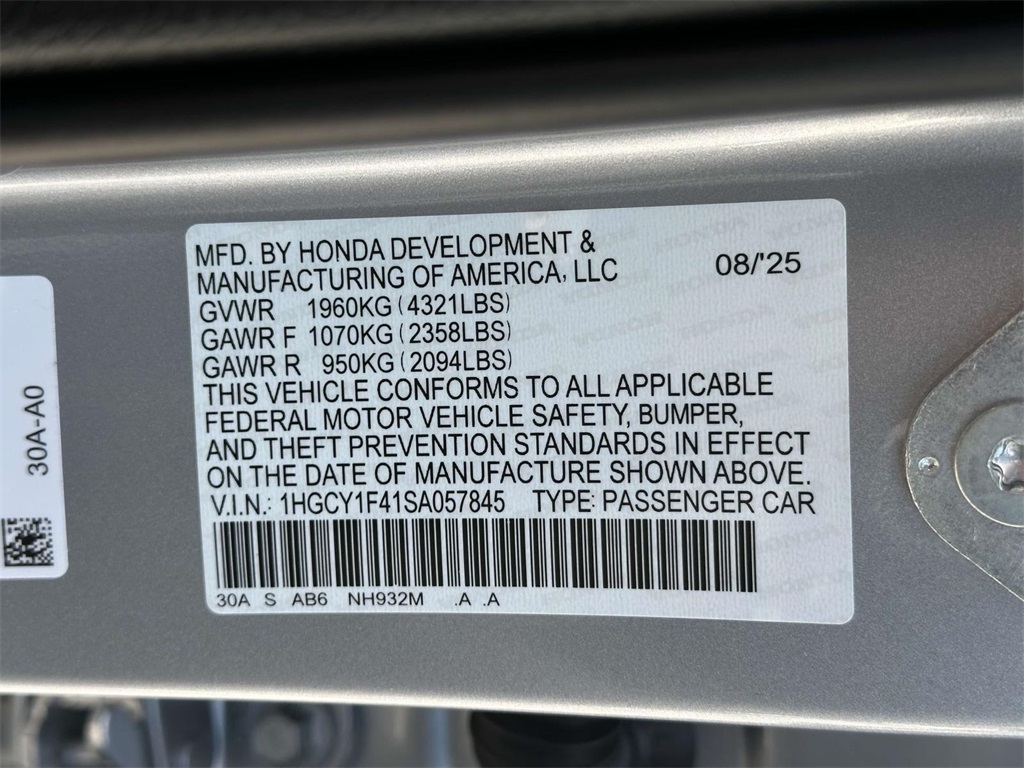 MFD. BY HONDA DEVELOPMENT &
MANUFACTURING OF AMERICA, LLC 08/'25
GVWR 1960KG (4321LBS)
GAWR F 1070KG (2358LBS)
GAWR R 950KG (2094LBS)
THIS VEHICLE CONFORMS TO ALL APPLICABLE
FEDERAL MOTOR VEHICLE SAFETY, BUMPER,
AND THEFT PREVENTION STANDARDS IN EFFECT
ON THE DATE OF MANUFACTURE SHOWN ABOVE.
V.I.N.: 1HGCY1F41SA057845 TYPE: PASSENGER CAR
30A S AB6 NH932M .A .A
30A-A0